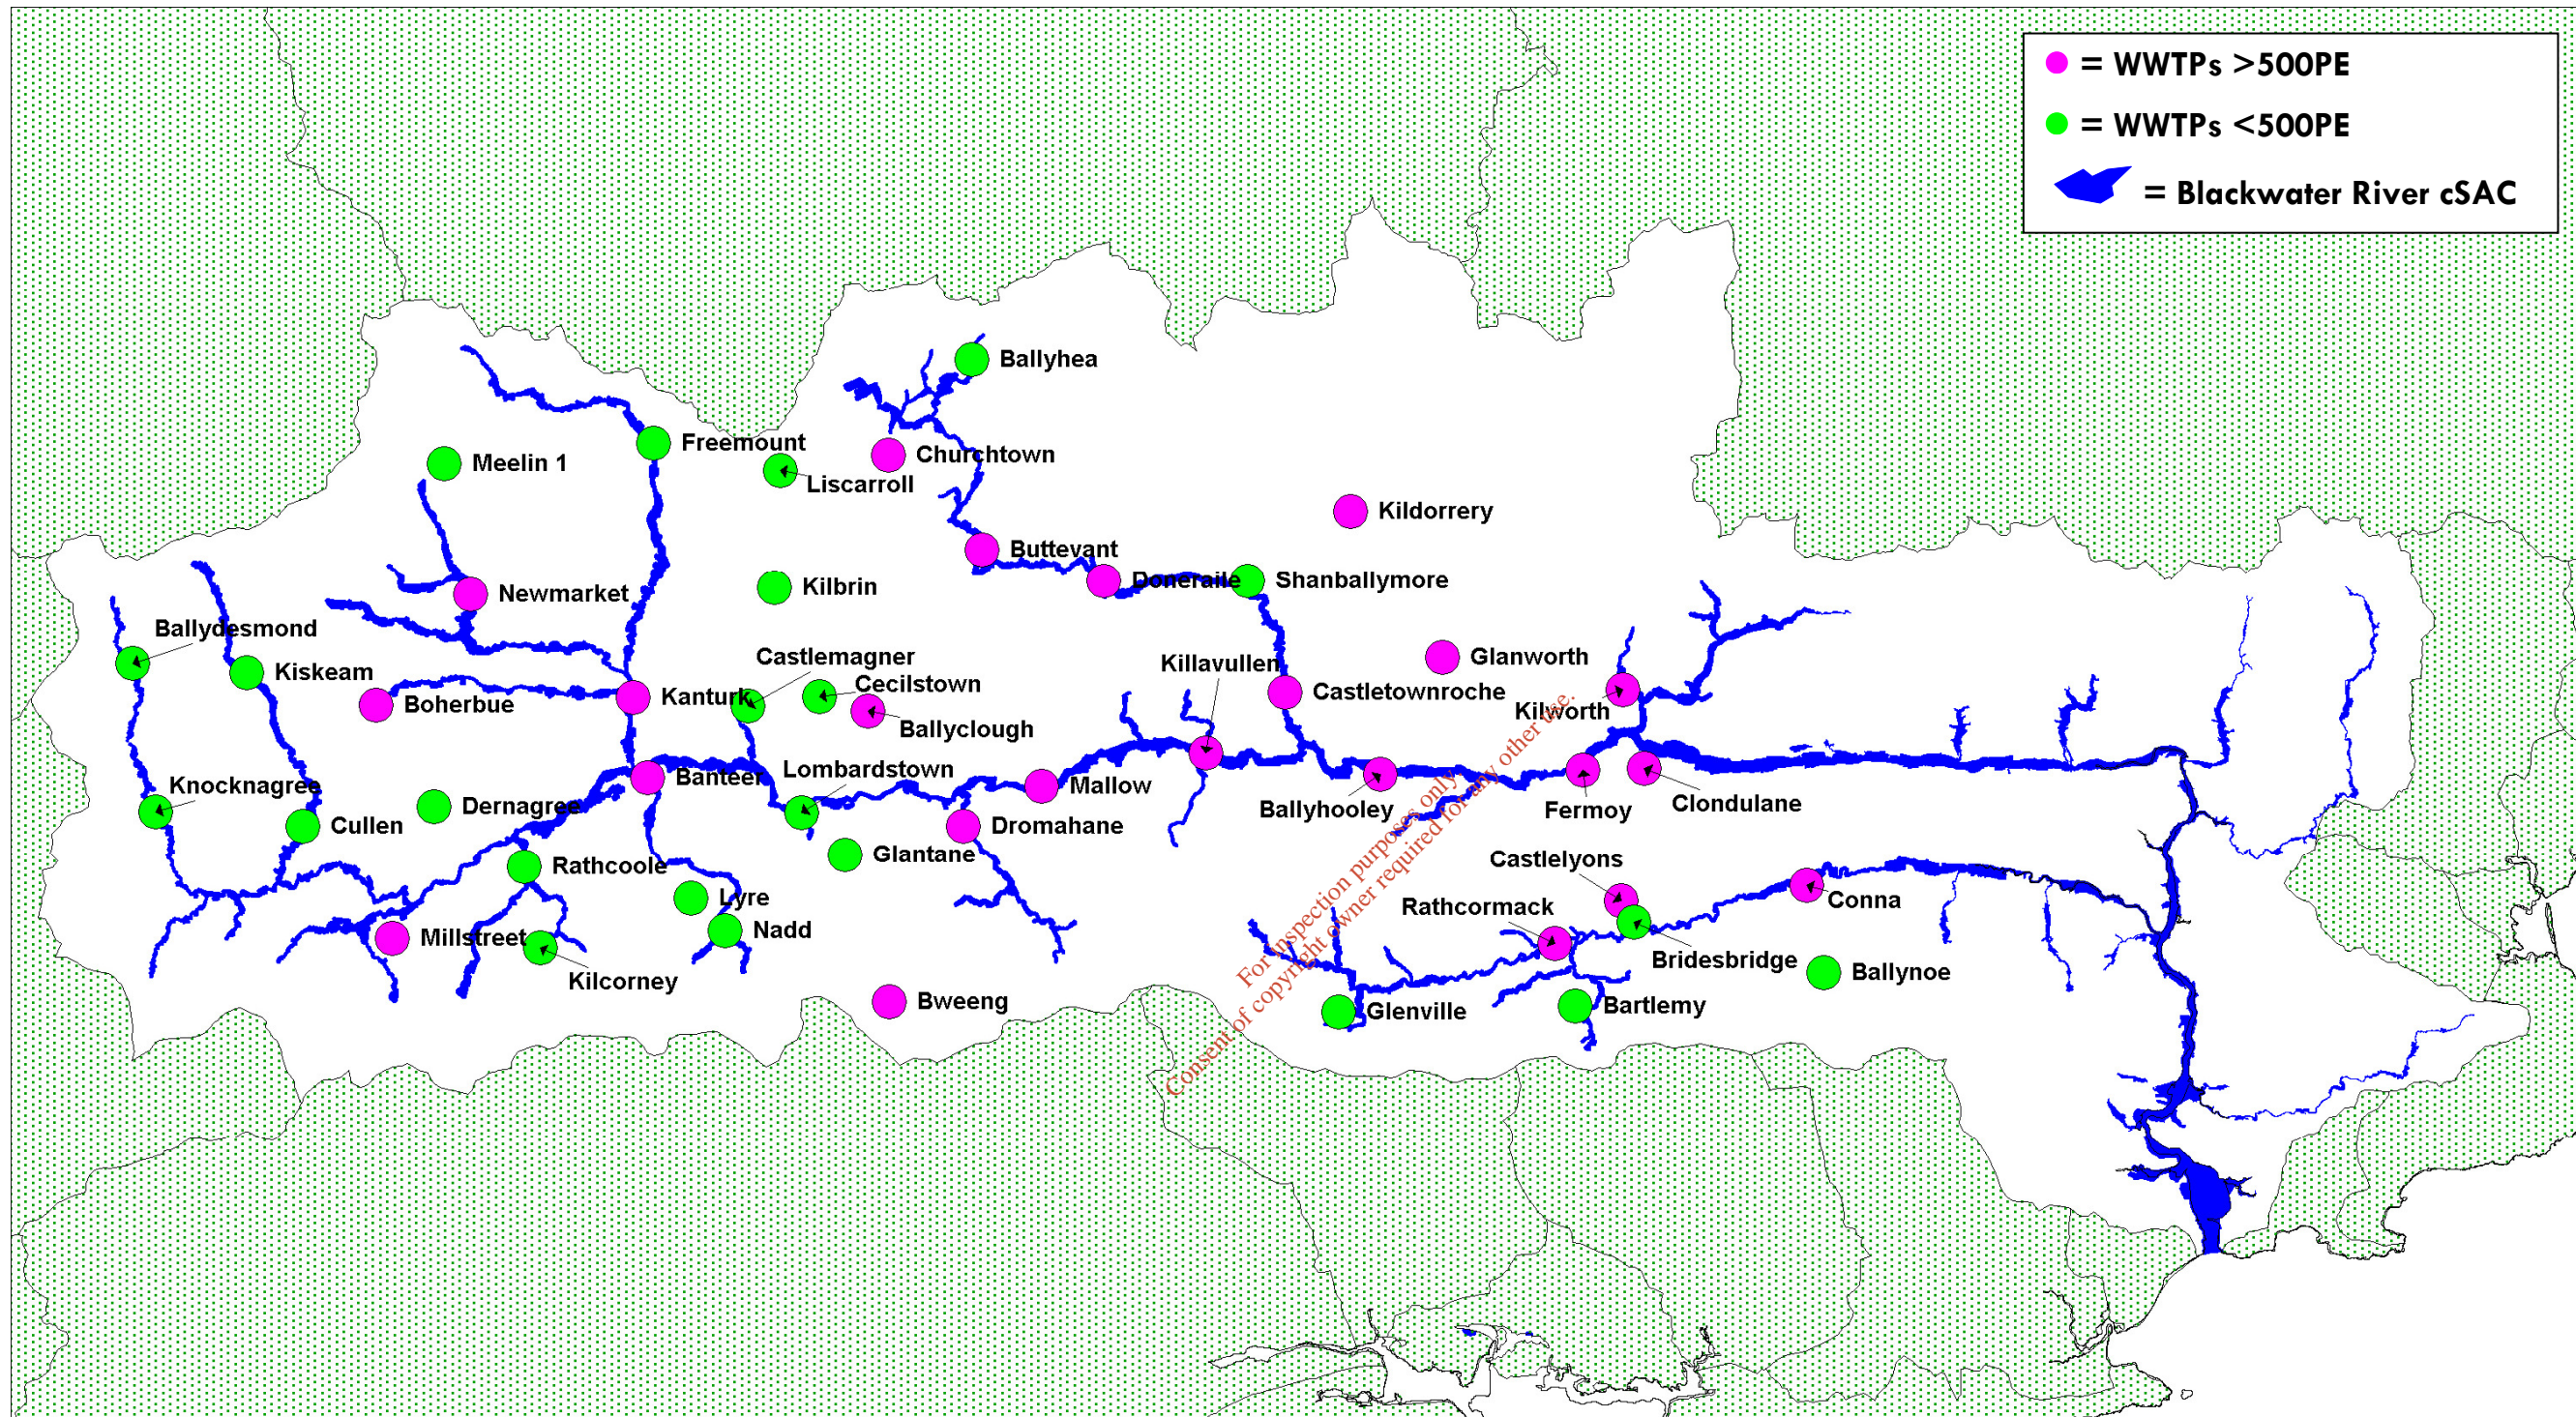 = WWTPs >500PE
= WWTPs <500PE
= Blackwater River cSAC
Ballyhea
Freemount
Churchtown
Meelin 1
Liscarroll
Kildorrery
Buttevant
Doneraile
Shanballymore
Newmarket
Kilbrin
Ballydesmond
Castlemagner
Killavullen
Glanworth
Kiskeam
Cecilstown
Castletownroche
Boherbue
Kanturk
Kilworth
Ballyclough
Banteer
Lombardstown
Knocknagree
Mallow
Dernagree
Ballyhooley
Fermoy
Clondulane
Cullen
Dromahane
Glantane
Castlelyons
Rathcoole
Lyre
Rathcormack
Conna
Nadd
Millstreet
Bridesbridge
Ballynoe
Kilcorney
Bweeng
Glenville
Bartlemy
For inspection purposes only.
Consent of copyright owner required for any other use.